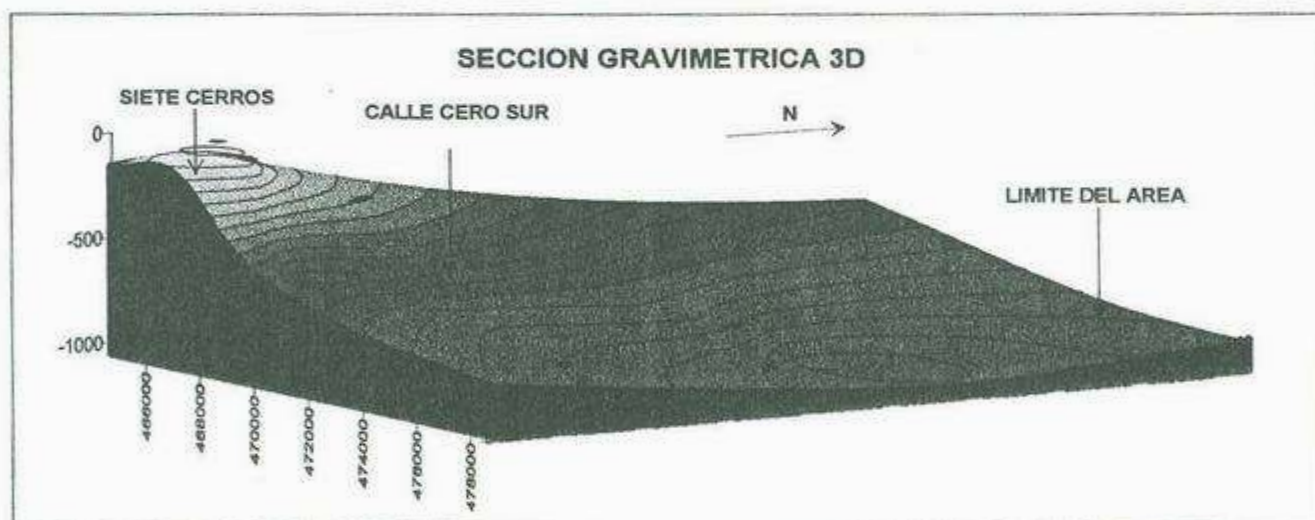 SECCION GRAVIMETRICA 3D
SIETE CERROS
CALLE CERO SUR
N
LIMITE DEL AREA
0
-500
-1000
466000
468000
470000
472000
474000
476000
478000